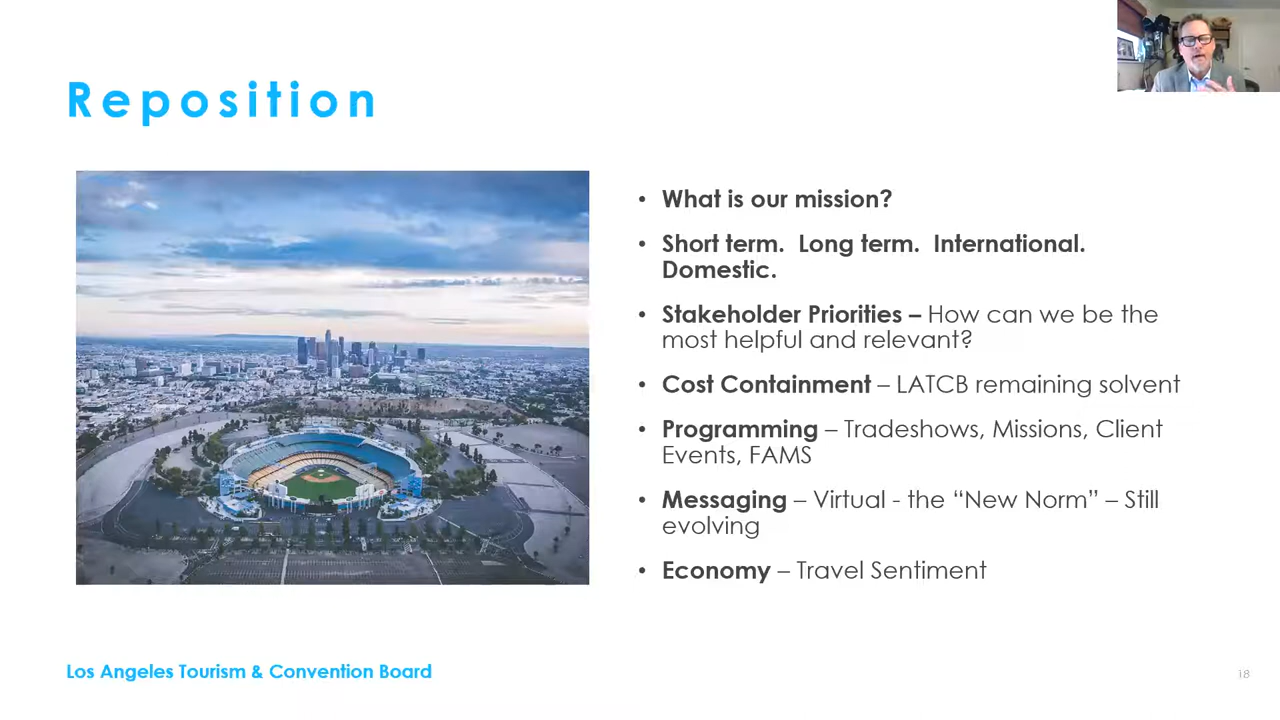 Reposition
• What is our mission?
• Short term.  Long term.  International.
Domestic.
• Stakeholder Priorities – How can we be the
most helpful and relevant?
• Cost Containment – LATCB remaining solvent
• Programming – Tradeshows, Missions, Client
Events, FAMS
• Messaging – Virtual - the “New Norm” – Still
evolving
• Economy – Travel Sentiment
Los Angeles Tourism & Convention Board
18